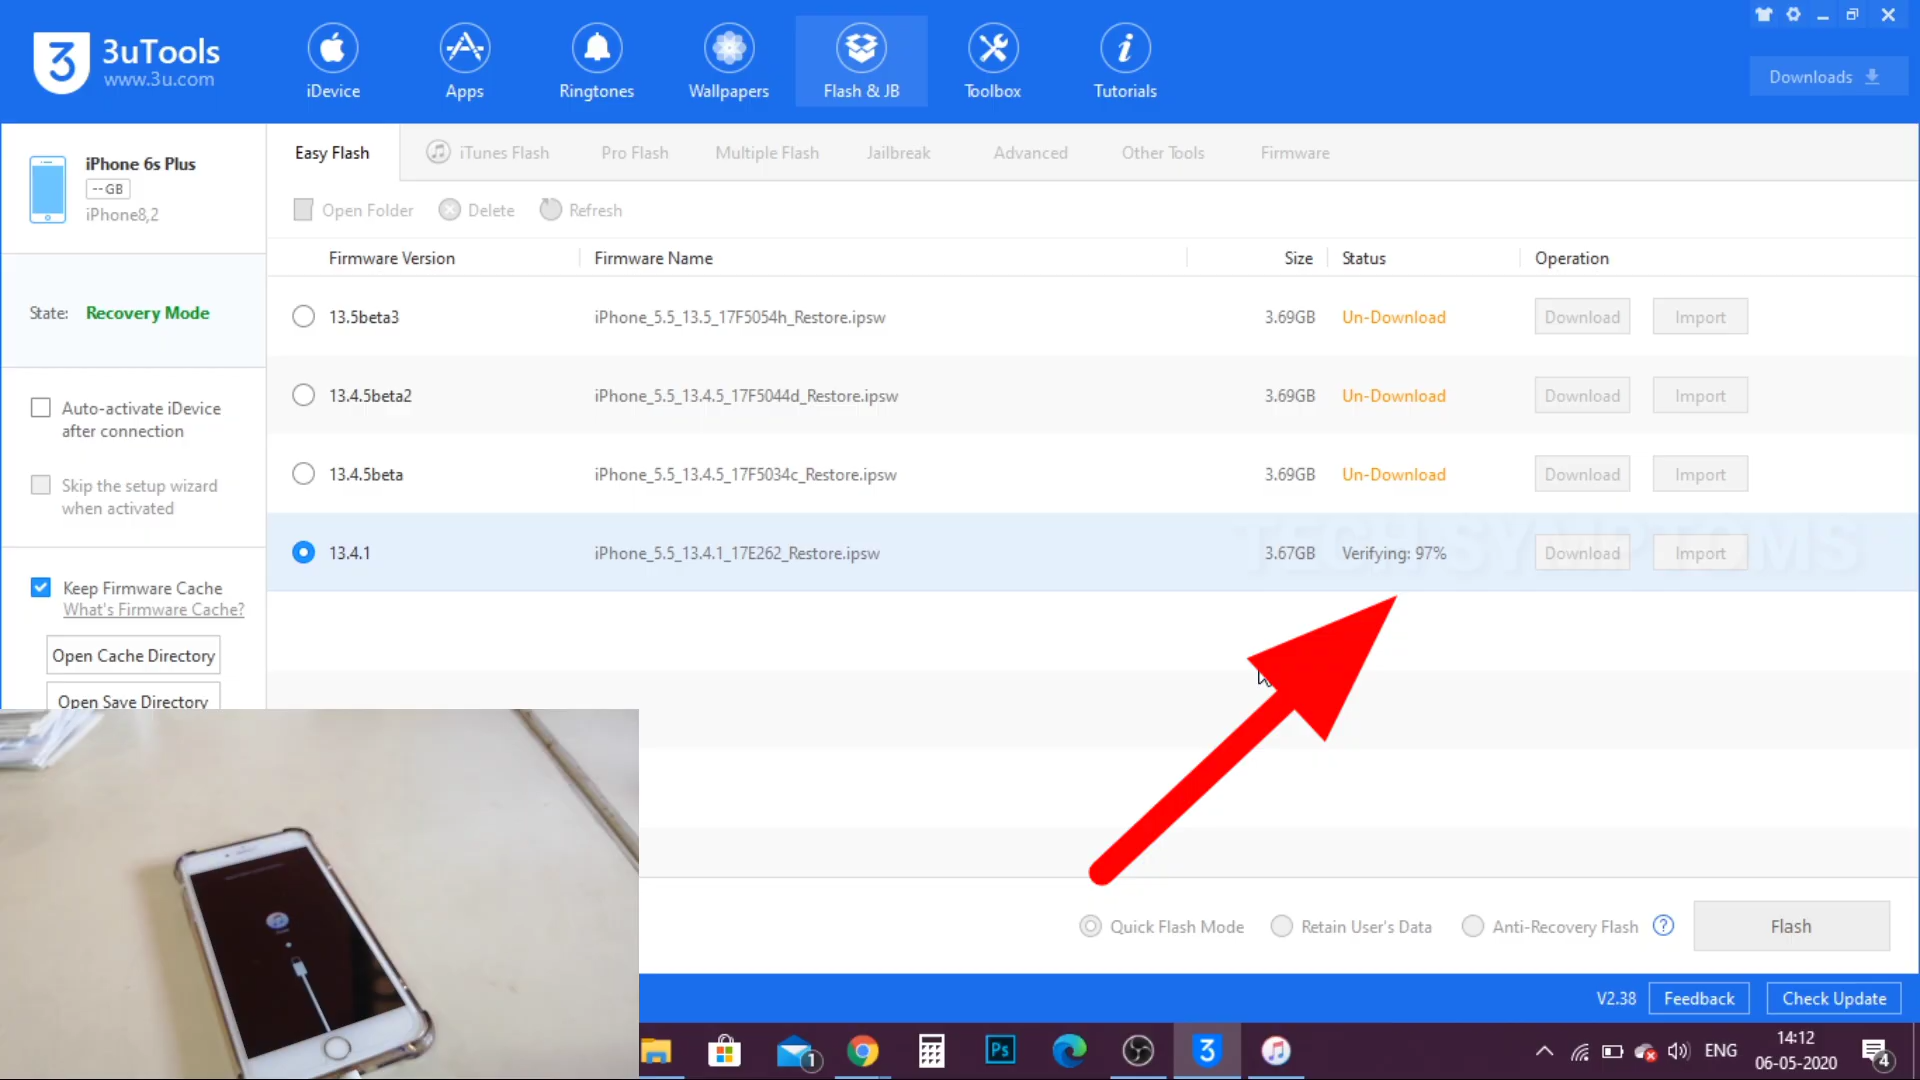 3uTools
www.3u.com
iDevice
Apps
Ringtones
Wallpapers
Flash & JB
Toolbox
Tutorials
Downloads
iPhone 6s Plus
-- GB
iPhone8,2
State: Recovery Mode
Auto-activate iDevice
after connection
Skip the setup wizard
when activated
Keep Firmware Cache
What's Firmware Cache?
Open Cache Directory
Open Save Directory
Easy Flash
iTunes Flash
Pro Flash
Multiple Flash
Jailbreak
Advanced
Other Tools
Firmware
Open Folder
Delete
Refresh
Firmware Version Firmware Name Size Status Operation
13.5beta3 iPhone_5.5_13.5_17F5054h_Restore.ipsw 3.69GB Un-Download Download Import
13.4.5beta2 iPhone_5.5_13.4.5_17F5044d_Restore.ipsw 3.69GB Un-Download Download Import
13.4.5beta iPhone_5.5_13.4.5_17F5034c_Restore.ipsw 3.69GB Un-Download Download Import
13.4.1 iPhone_5.5_13.4.1_17E262_Restore.ipsw 3.67GB Verifying: 97% Download Import
TECH SYMPTOMS
Quick Flash Mode
Retain User's Data
Anti-Recovery Flash
?
Flash
V2.38
Feedback
Check Update
1
Ps
3
ENG
14:12
06-05-2020
4